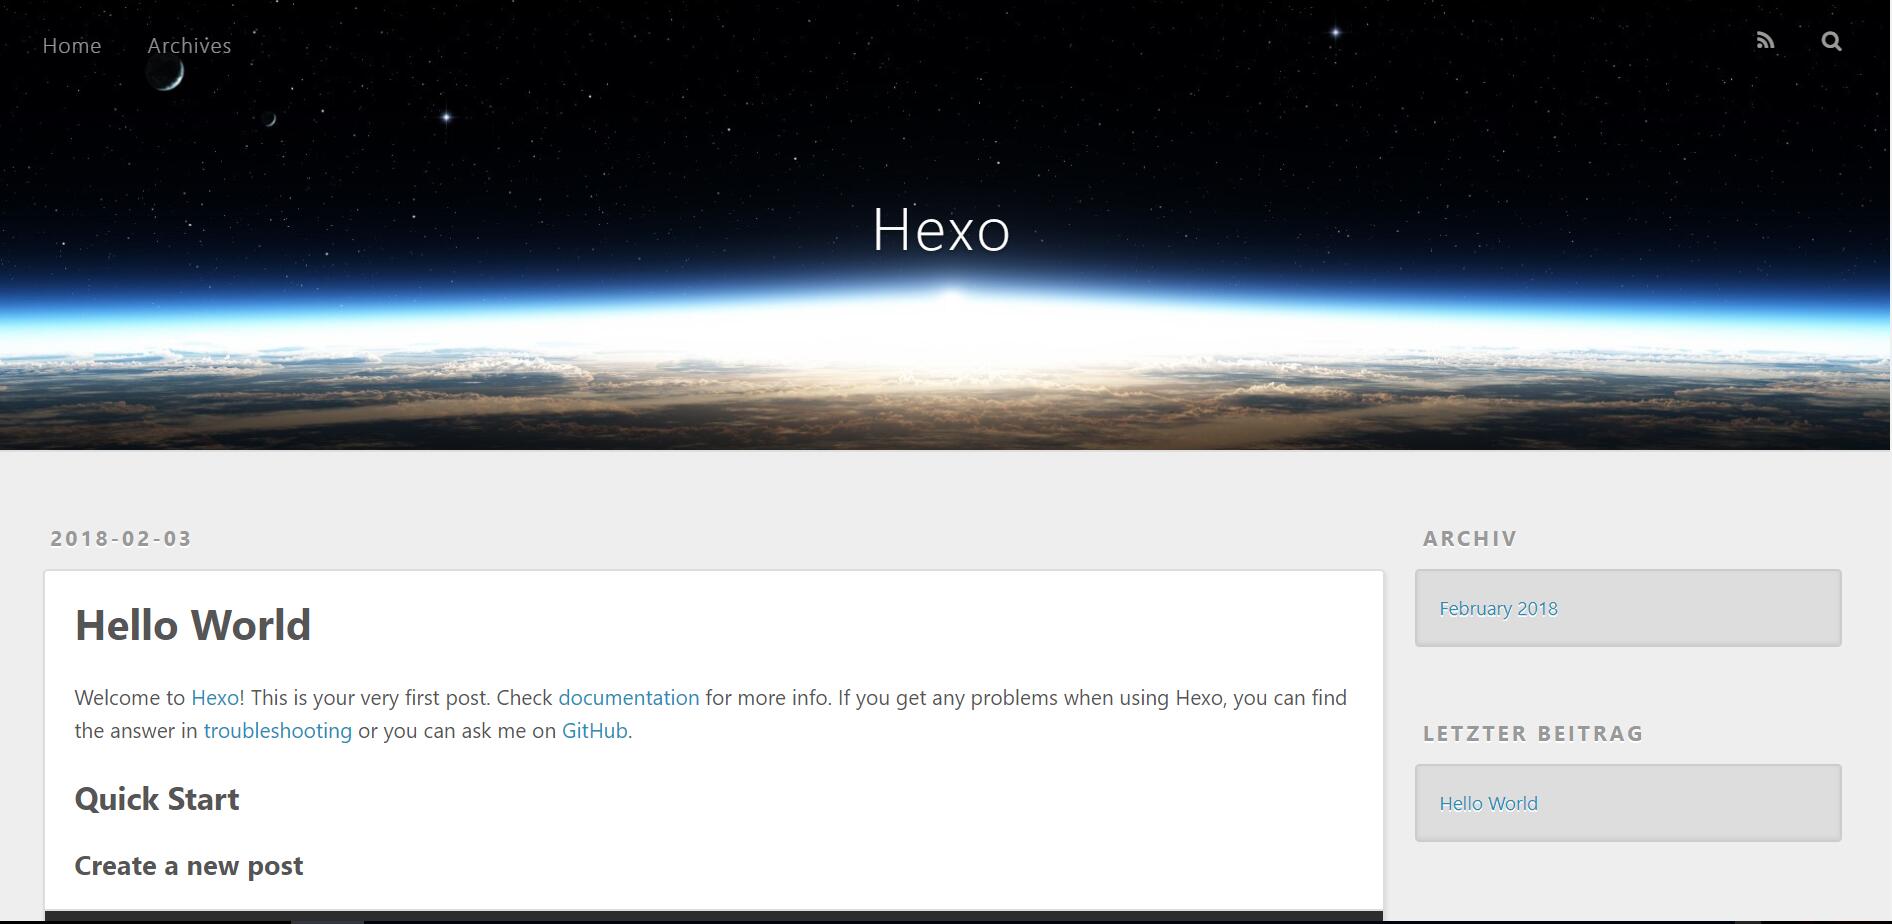 Home Archives
Hexo
2018-02-03
Hello World
Welcome to Hexo! This is your very first post. Check documentation for more info. If you get any problems when using Hexo, you can find
the answer in troubleshooting or you can ask me on GitHub.
Quick Start
Create a new post
ARCHIV
February 2018
LETZTER BEITRAG
Hello World